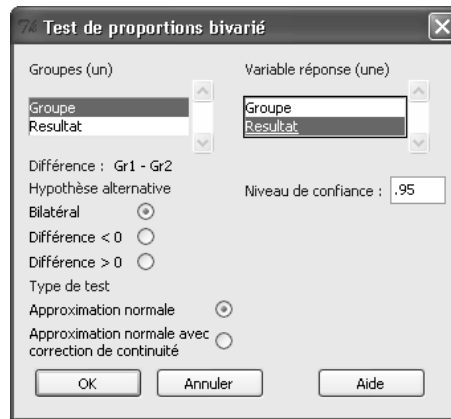 Test de proportions bivarié
Groupes (un)
Variable réponse (une)
Groupe
Resultat
Groupe
Resultat
Différence : Gr1 - Gr2
Hypothèse alternative
Niveau de confiance : .95
Bilatéral
Différence < 0
Différence > 0
Type de test
Approximation normale
Approximation normale avec
correction de continuité
OK
Annuler
Aide